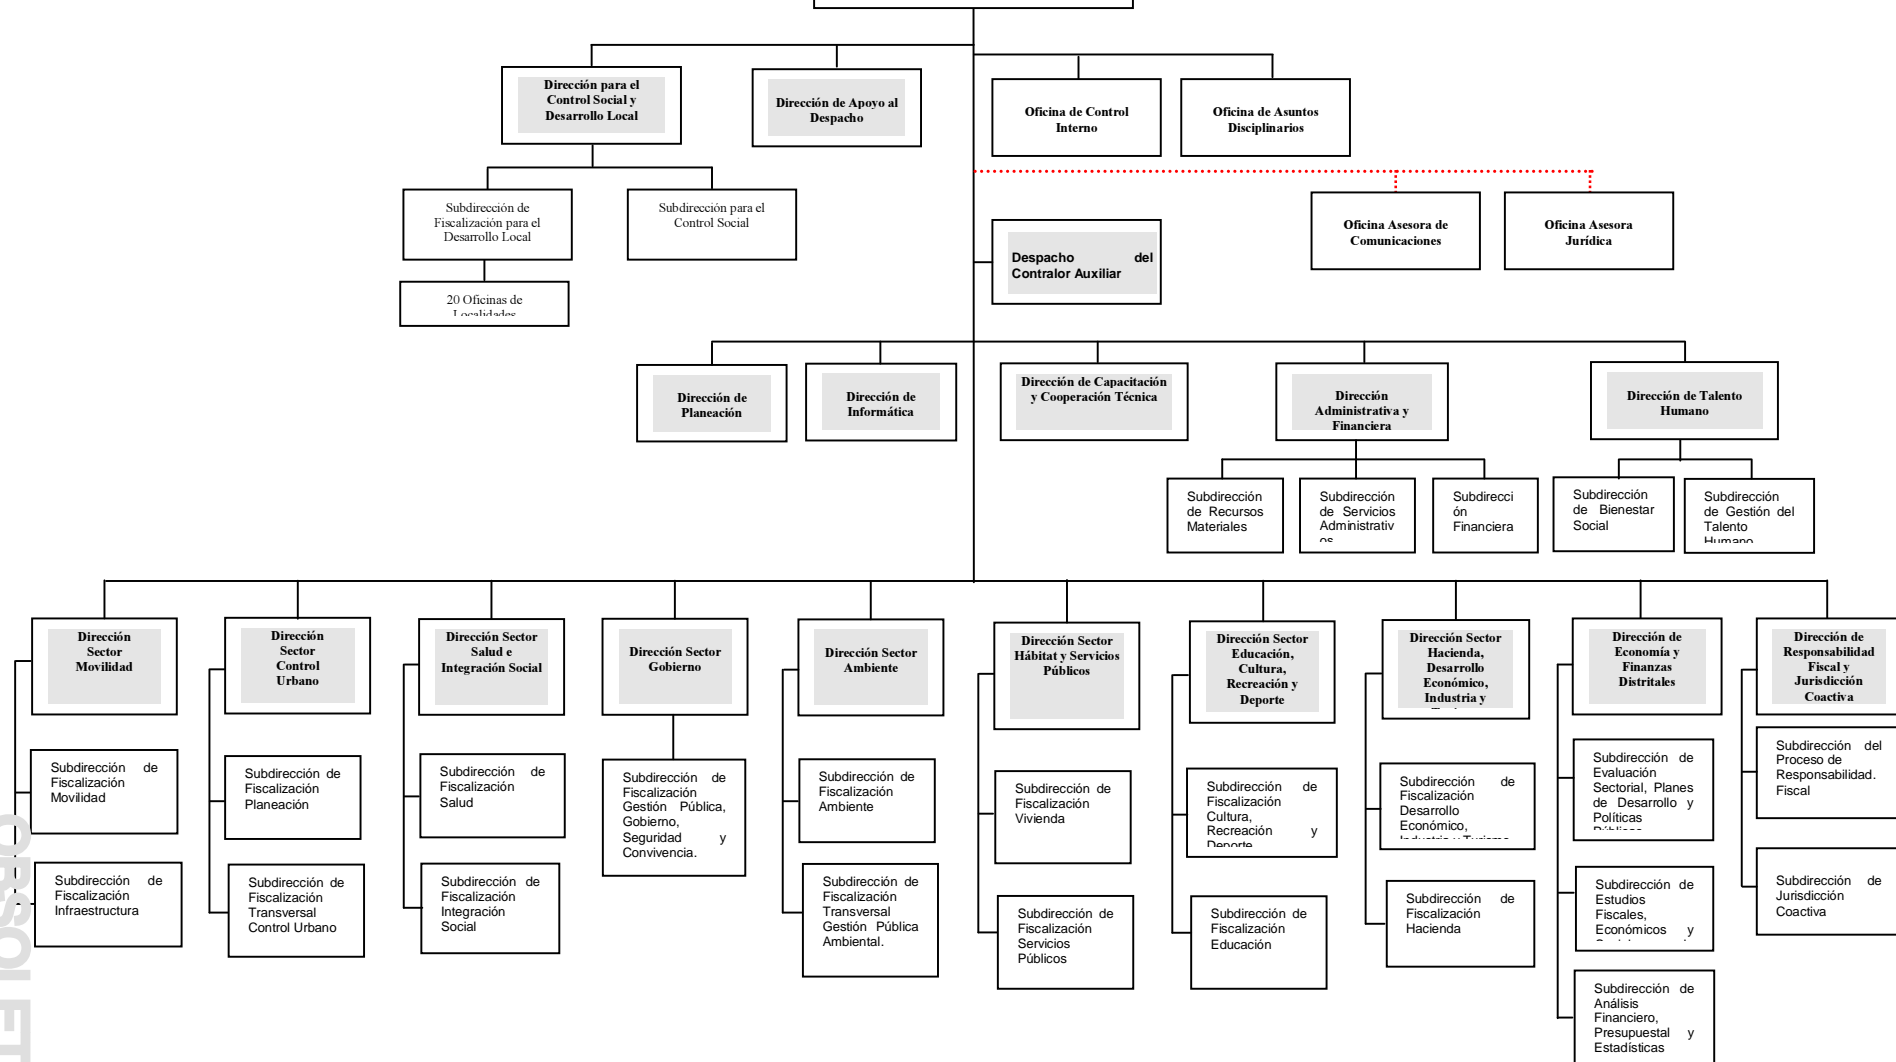 Dirección para el
Control Social y
Desarrollo Local
Dirección de Apoyo al
Despacho
Oficina de Control
Interno
Oficina de Asuntos
Disciplinarios
Subdirección de
Fiscalización para el
Desarrollo Local
Subdirección para el
Control Social
Oficina Asesora de
Comunicaciones
Oficina Asesora
Jurídica
Despacho del
Contralor Auxiliar
20 Oficinas de
Localidades
Dirección de
Planeación
Dirección de
Informática
Dirección de Capacitación
y Cooperación Técnica
Dirección
Administrativa y
Financiera
Dirección de Talento
Humano
Subdirección
de Recursos
Materiales
Subdirección
de Servicios
Administrativ
os
Subdirecci
ón
Financiera
Subdirección
de Bienestar
Social
Subdirección
de Gestión del
Talento
Humano
Dirección
Sector
Movilidad
Dirección
Sector
Control
Urbano
Dirección Sector
Salud e
Integración Social
Dirección Sector
Gobierno
Dirección Sector
Ambiente
Dirección Sector
Hábitat y Servicios
Públicos
Dirección Sector
Educación,
Cultura,
Recreación y
Deporte
Dirección Sector
Hacienda,
Desarrollo
Económico,
Industria y
Dirección de
Economía y
Finanzas
Distritales
Dirección de
Responsabilidad
Fiscal y
Jurisdicción
Coactiva
Subdirección de
Fiscalización
Movilidad
Subdirección de
Fiscalización
Planeación
Subdirección de
Fiscalización
Salud
Subdirección de
Fiscalización
Gestión Pública,
Gobierno,
Seguridad y
Convivencia.
Subdirección de
Fiscalización
Ambiente
Subdirección de
Fiscalización
Vivienda
Subdirección de
Fiscalización
Cultura,
Recreación y
Deporte
Subdirección de
Fiscalización
Desarrollo
Económico,
Industria y Turismo
Subdirección de
Evaluación
Sectorial, Planes
de Desarrollo y
Políticas
Públicas
Subdirección del
Proceso de
Responsabilidad.
Fiscal
Subdirección de
Fiscalización
Infraestructura
Subdirección de
Fiscalización
Transversal
Control Urbano
Subdirección de
Fiscalización
Integración
Social
Subdirección de
Fiscalización
Transversal
Gestión Pública
Ambiental.
Subdirección de
Fiscalización
Servicios
Públicos
Subdirección de
Fiscalización
Educación
Subdirección de
Fiscalización
Hacienda
Subdirección de
Estudios
Fiscales,
Económicos y
Subdirección de
Jurisdicción
Coactiva
Subdirección de
Análisis
Financiero,
Presupuestal y
Estadísticas